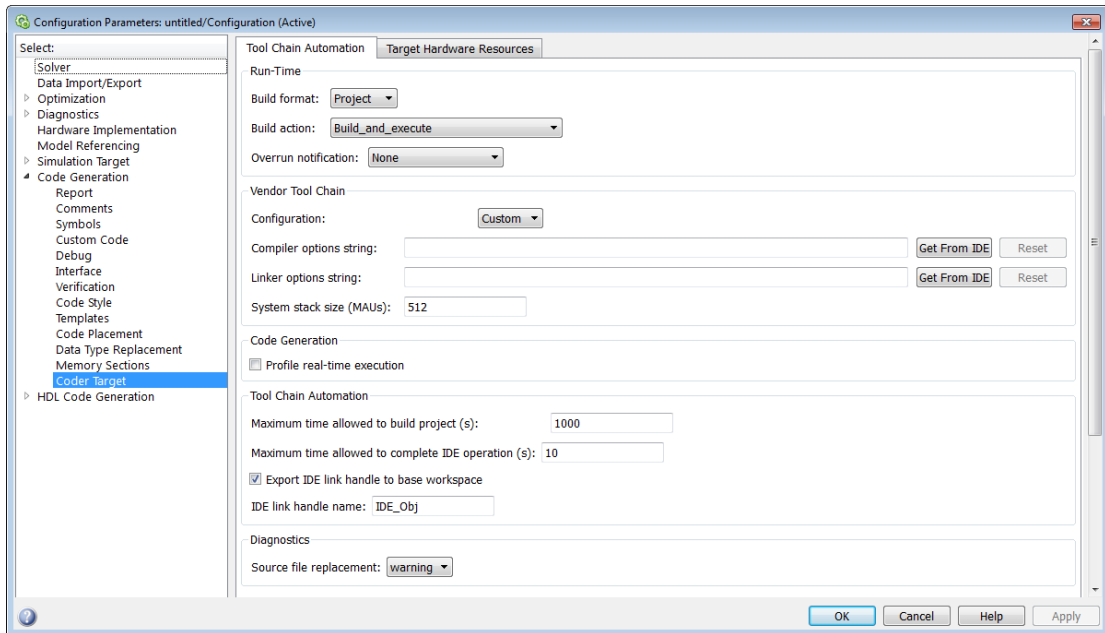 Configuration Parameters: untitled/Configuration (Active)
Select:
Solver
Data Import/Export
Optimization
Diagnostics
Hardware Implementation
Model Referencing
Simulation Target
Code Generation
Report
Comments
Symbols
Custom Code
Debug
Interface
Verification
Code Style
Templates
Code Placement
Data Type Replacement
Memory Sections
Coder Target
HDL Code Generation
Tool Chain Automation Target Hardware Resources
Run-Time
Build format: Project
Build action: Build_and_execute
Overrun notification: None
Vendor Tool Chain
Configuration: Custom
Compiler options string: Get From IDE Reset
Linker options string: Get From IDE Reset
System stack size (MAUs): 512
Code Generation
Profile real-time execution
Tool Chain Automation
Maximum time allowed to build project (s): 1000
Maximum time allowed to complete IDE operation (s): 10
Export IDE link handle to base workspace
IDE link handle name: IDE_Obj
Diagnostics
Source file replacement: warning
OK Cancel Help Apply